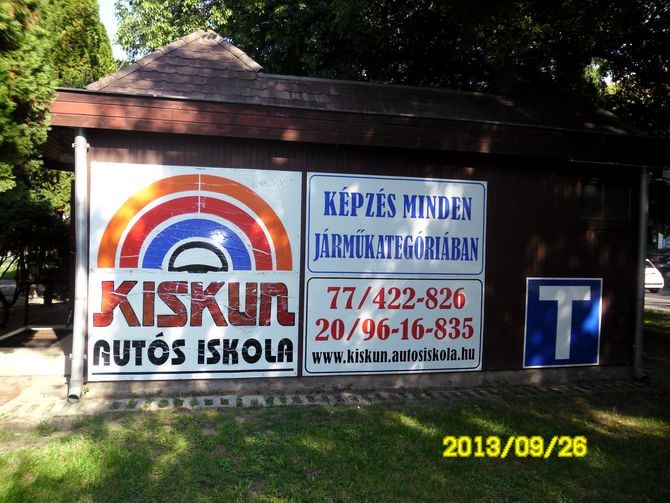 KISKUN
AUTÓS ISKOLA
KÉPZÉS MINDEN
JÁRMŰKATEGÓRIÁBAN
77/422-826
20/96-16-835
www.kiskun.autosiskola.hu
T
2013/09/26